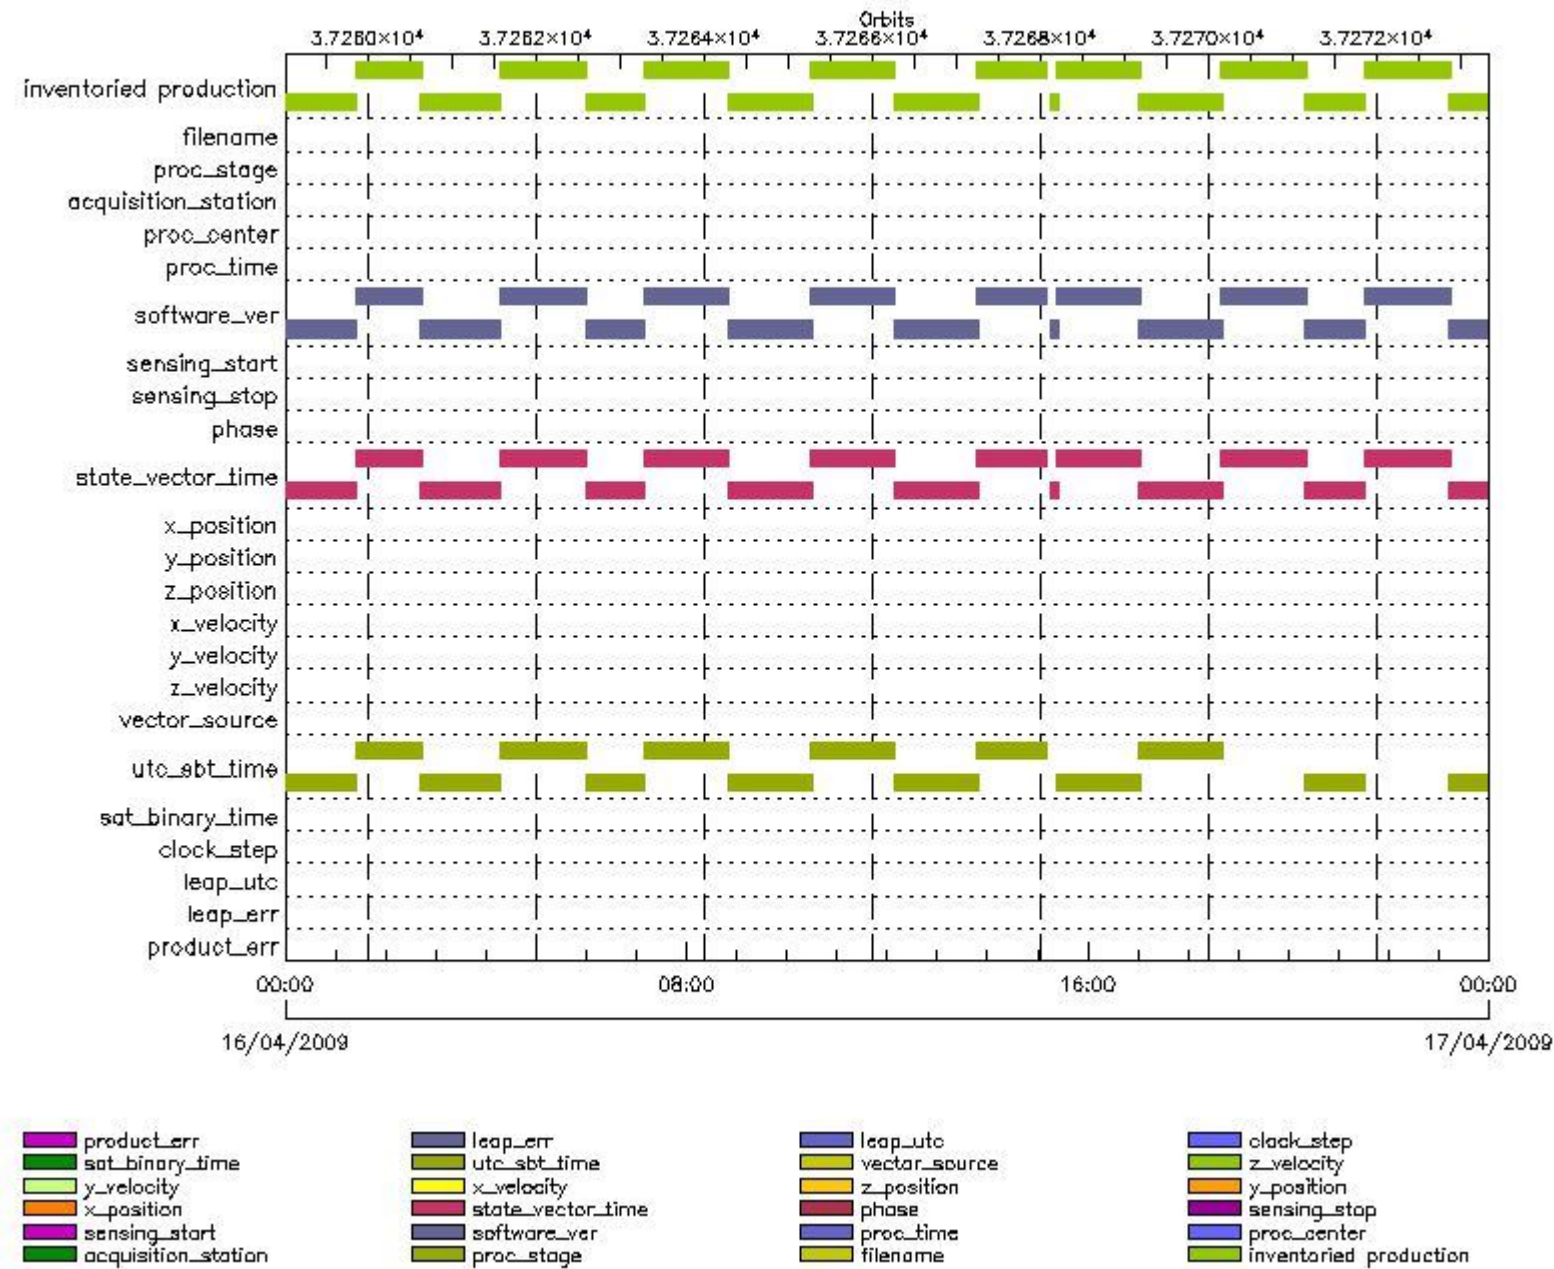 Orbits
3.7260×10⁴ 3.7262×10⁴ 3.7264×10⁴ 3.7266×10⁴ 3.7268×10⁴ 3.7270×10⁴ 3.7272×10⁴
inventoried production
filename
proc_stage
acquisition_station
proc_center
proc_time
software_ver
sensing_start
sensing_stop
phase
state_vector_time
x_position
y_position
z_position
x_velocity
y_velocity
z_velocity
vector_source
utc_sbt_time
sat_binary_time
clock_step
leap_utc
leap_err
product_err
00:00 08:00 16:00 00:00
16/04/2009 17/04/2009
product_err leap_err leap_utc clock_step
sat_binary_time utc_sbt_time vector_source z_velocity
y_velocity x_velocity z_position y_position
x_position state_vector_time phase sensing_stop
sensing_start software_ver proc_time proc_center
acquisition_station proc_stage filename inventoried production